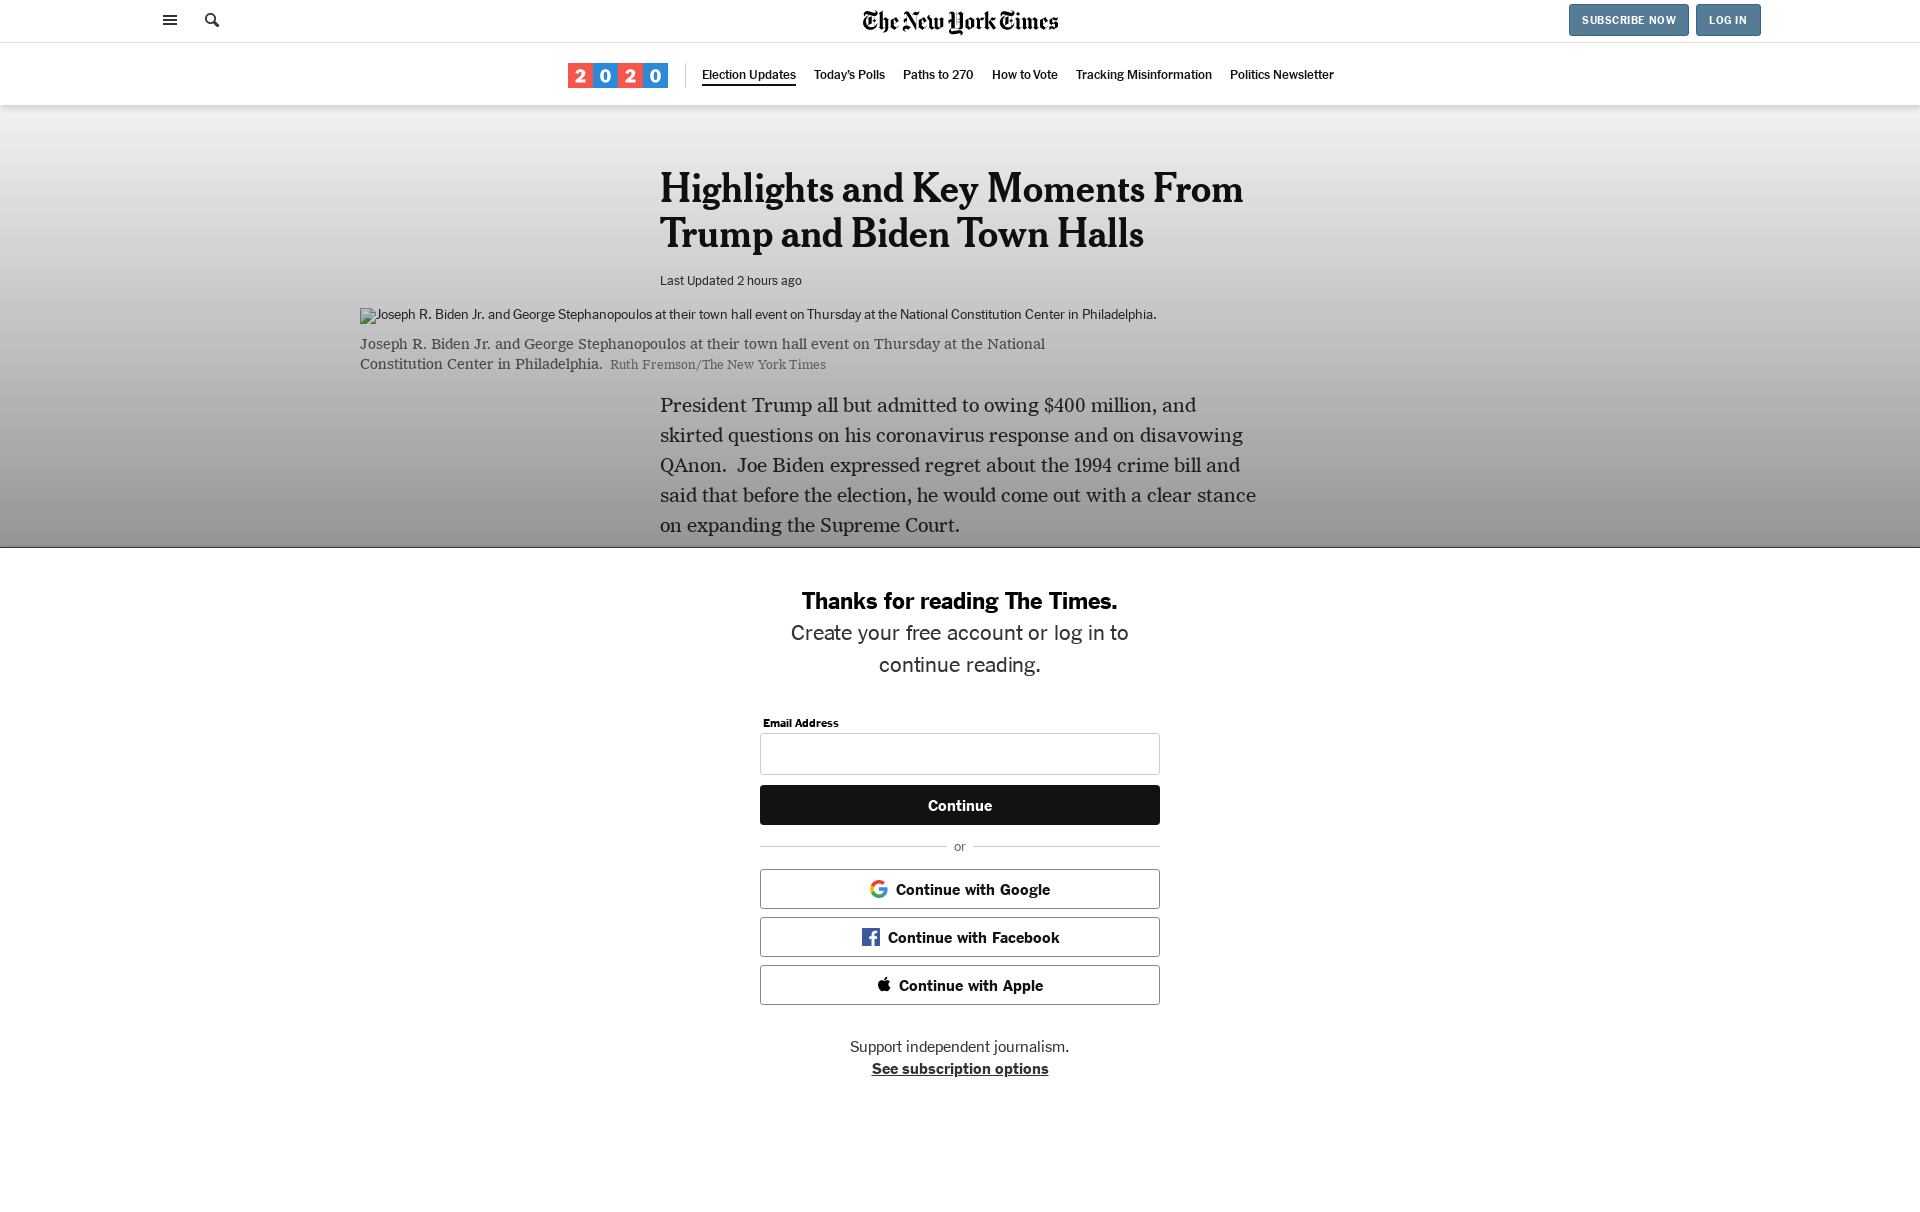 The New York Times
SUBSCRIBE NOW
LOG IN
2020
Election Updates
Today's Polls
Paths to 270
How to Vote
Tracking Misinformation
Politics Newsletter
Highlights and Key Moments From
Trump and Biden Town Halls
Last Updated 2 hours ago
Joseph R. Biden Jr. and George Stephanopoulos at their town hall event on Thursday at the National Constitution Center in Philadelphia.
Joseph R. Biden Jr. and George Stephanopoulos at their town hall event on Thursday at the National
Constitution Center in Philadelphia. Ruth Fremson/The New York Times
President Trump all but admitted to owing $400 million, and
skirted questions on his coronavirus response and on disavowing
QAnon. Joe Biden expressed regret about the 1994 crime bill and
said that before the election, he would come out with a clear stance
on expanding the Supreme Court.
Thanks for reading The Times.
Create your free account or log in to
continue reading.
Email Address
Continue
or
Continue with Google
Continue with Facebook
Continue with Apple
Support independent journalism.
See subscription options